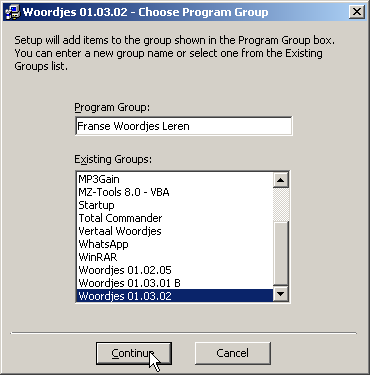 Woordjes 01.03.02 - Choose Program Group
Setup will add items to the group shown in the Program Group box.
You can enter a new group name or select one from the Existing
Groups list.
Program Group:
Franse Woordjes Leren
Existing Groups:
MP3Gain
MZ-Tools 8.0 - VBA
Startup
Total Commander
Vertaal Woordjes
WhatsApp
WinRAR
Woordjes 01.02.05
Woordjes 01.03.01 B
Woordjes 01.03.02
Continue
Cancel